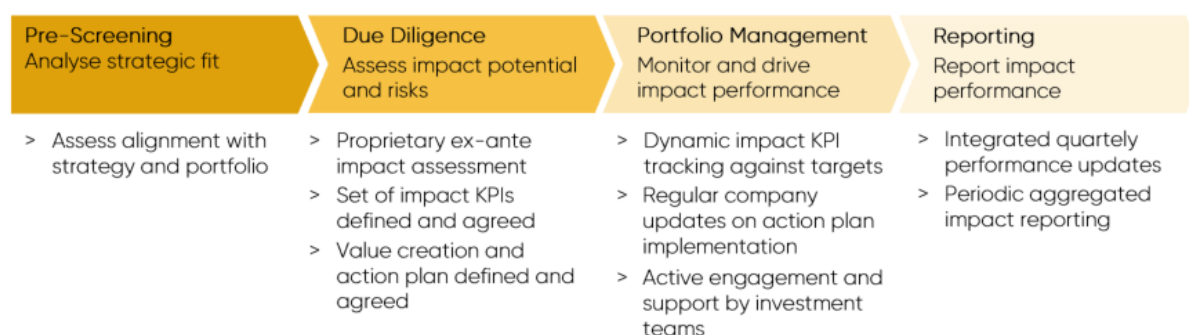 Pre-Screening
Analyse strategic fit
Due Diligence
Assess impact potential
and risks
Portfolio Management
Monitor and drive
impact performance
Reporting
Report impact
performance
> Assess alignment with
strategy and portfolio
> Proprietary ex-ante
impact assessment
> Set of impact KPIs
defined and agreed
> Value creation and
action plan defined and
agreed
> Dynamic impact KPI
tracking against targets
> Regular company
updates on action plan
implementation
> Active engagement and
support by investment
teams
> Integrated quartely
performance updates
> Periodic aggregated
impact reporting